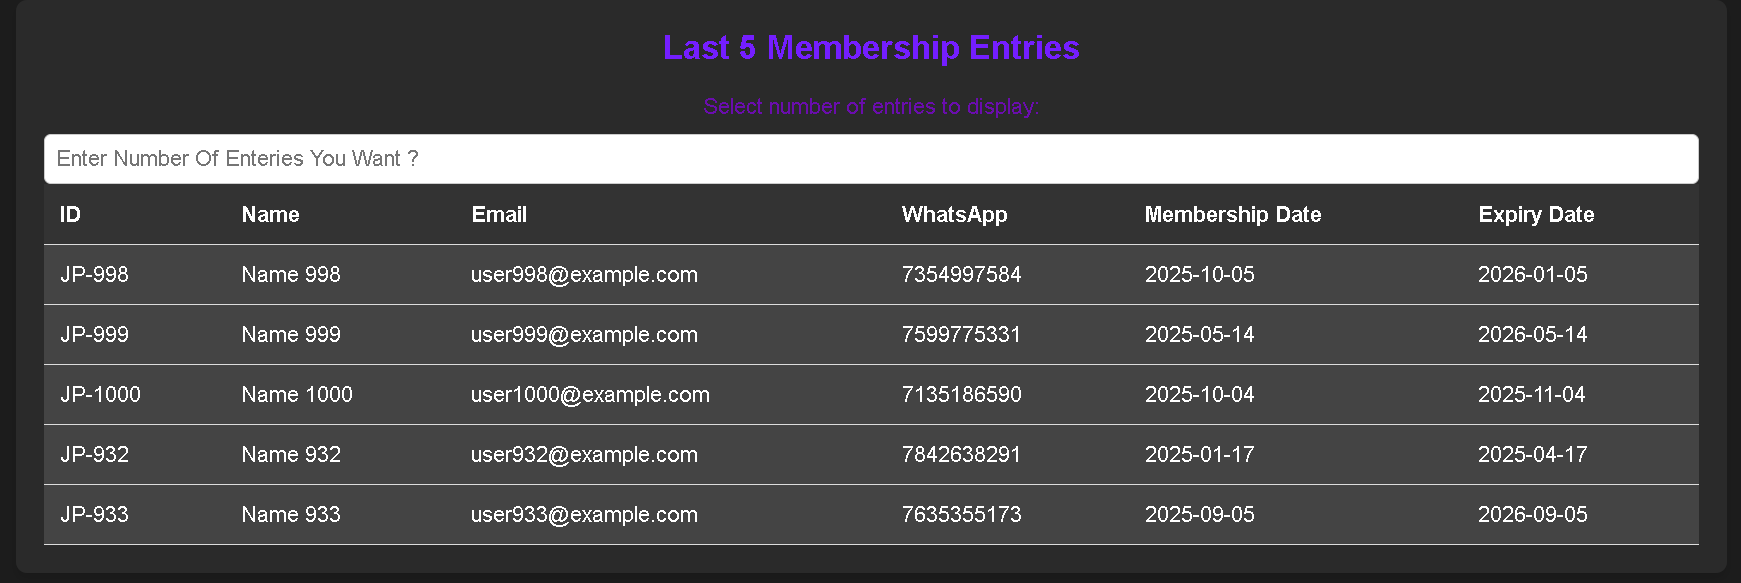 Last 5 Membership Entries
Select number of entries to display:
Enter Number Of Enteries You Want ?
ID Name Email WhatsApp Membership Date Expiry Date
JP-998 Name 998 user998@example.com 7354997584 2025-10-05 2026-01-05
JP-999 Name 999 user999@example.com 7599775331 2025-05-14 2026-05-14
JP-1000 Name 1000 user1000@example.com 7135186590 2025-10-04 2025-11-04
JP-932 Name 932 user932@example.com 7842638291 2025-01-17 2025-04-17
JP-933 Name 933 user933@example.com 7635355173 2025-09-05 2026-09-05